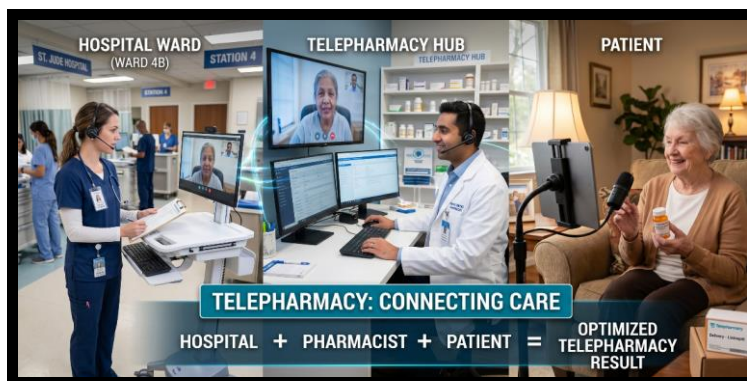 HOSPITAL WARD
(WARD 4B)
TELEPHARMACY HUB
PATIENT
ST. JUDE HOSPITAL
STATION 4
STATION 4
TELEPHARMACY HUB
TELEPHARMACY: CONNECTING CARE
HOSPITAL + PHARMACIST + PATIENT = OPTIMIZED
TELEPHARMACY
RESULT